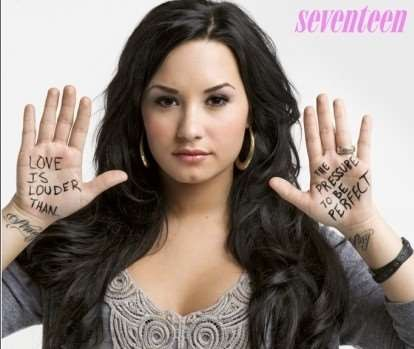 seventeen
LOVE
IS
LOUDER
THAN
THE
PRESSURE
TO BE
PERFECT